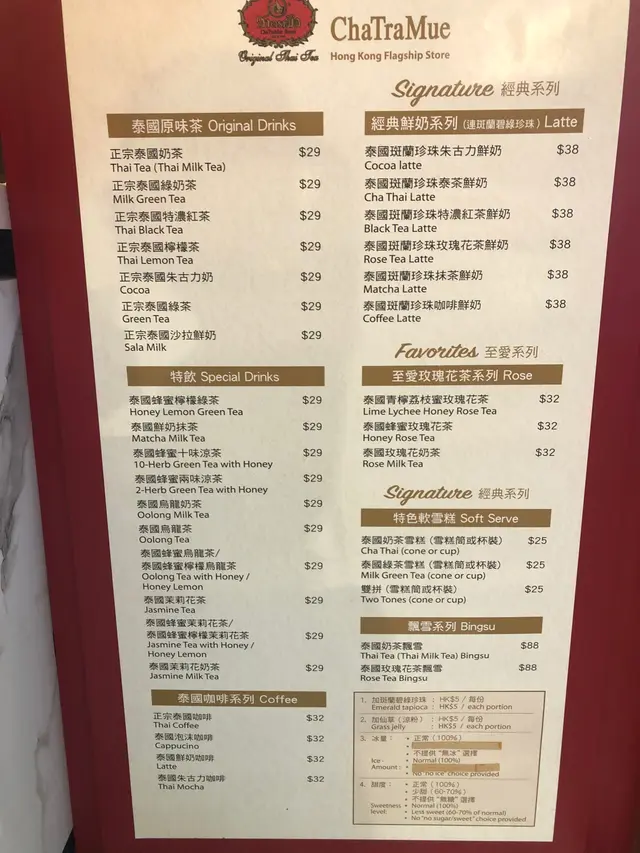 ChaTraMue
Original Thai Tea
Hong Kong Flagship Store
泰國原味茶 Original Drinks
正宗泰國奶茶 $29
Thai Tea (Thai Milk Tea)
正宗泰國綠奶茶 $29
Milk Green Tea
正宗泰國特濃紅茶 $29
Thai Black Tea
正宗泰國檸檬茶 $29
Thai Lemon Tea
正宗泰國朱古力奶 $29
Cocoa
正宗泰國綠茶 $29
Green Tea
正宗泰國沙拉鮮奶 $29
Sala Milk
特飲 Special Drinks
泰國蜂蜜檸檬綠茶 $29
Honey Lemon Green Tea
泰國鮮奶抹茶 $29
Matcha Milk Tea
泰國蜂蜜十味涼茶 $29
10-Herb Green Tea with Honey
泰國蜂蜜兩味涼茶 $29
2-Herb Green Tea with Honey
泰國烏龍奶茶 $29
Oolong Milk Tea
泰國烏龍茶 $29
Oolong Tea
泰國蜂蜜烏龍茶/
泰國蜂蜜檸檬烏龍茶 $29
Oolong Tea with Honey /
Honey Lemon
泰國茉莉花茶 $29
Jasmine Tea
泰國蜂蜜茉莉花茶/
泰國蜂蜜檸檬茉莉花茶 $29
Jasmine Tea with Honey /
Honey Lemon
泰國茉莉花奶茶 $29
Jasmine Milk Tea
泰國咖啡系列 Coffee
正宗泰國咖啡 $32
Thai Coffee
泰國泡沫咖啡 $32
Cappucino
泰國鮮奶咖啡 $32
Latte
泰國朱古力咖啡 $32
Thai Mocha
Signature 經典系列
經典鮮奶系列 (連斑蘭碧綠珍珠) Latte
泰國斑蘭珍珠朱古力鮮奶 $38
Cocoa latte
泰國斑蘭珍珠泰茶鮮奶 $38
Cha Thai Latte
泰國斑蘭珍珠特濃紅茶鮮奶 $38
Black Tea Latte
泰國斑蘭珍珠玫瑰花茶鮮奶 $38
Rose Tea Latte
泰國斑蘭珍珠抹茶鮮奶 $38
Matcha Latte
泰國斑蘭珍珠咖啡鮮奶 $38
Coffee Latte
Favorites 至愛系列
至愛玫瑰花茶系列 Rose
泰國青檸荔枝蜜玫瑰花茶 $32
Lime Lychee Honey Rose Tea
泰國蜂蜜玫瑰花茶 $32
Honey Rose Tea
泰國玫瑰花奶茶 $32
Rose Milk Tea
Signature 經典系列
特色軟雪糕 Soft Serve
泰國奶茶雪糕 (雪糕筒或杯裝) $25
Cha Thai (cone or cup)
泰國綠茶雪糕 (雪糕筒或杯裝) $25
Milk Green Tea (cone or cup)
雙拼 (雪糕筒或杯裝) $25
Two Tones (cone or cup)
飄雪系列 Bingsu
泰國奶茶飄雪 $88
Thai Tea (Thai Milk Tea) Bingsu
泰國玫瑰花茶飄雪 $88
Rose Tea Bingsu
1. 加斑蘭碧綠珍珠 : HK$5 / 每份
Emerald tapioca : HK$5 / each portion
2. 加仙草 (涼粉) : HK$5 / 每份
Grass jelly : HK$5 / each portion
3. 冰量: • 正常 (100%)
• 不提供 "無冰" 選擇
Ice • Normal (100%)
Amount :
• No "no ice" choice provided
4. 甜度: • 正常 (100%)
• 少甜 (60-70%)
• 不提供 "無糖" 選擇
Sweetness • Normal (100%)
level: • Less sweet (60-70% of normal)
• No "no sugar/sweet" choice provided